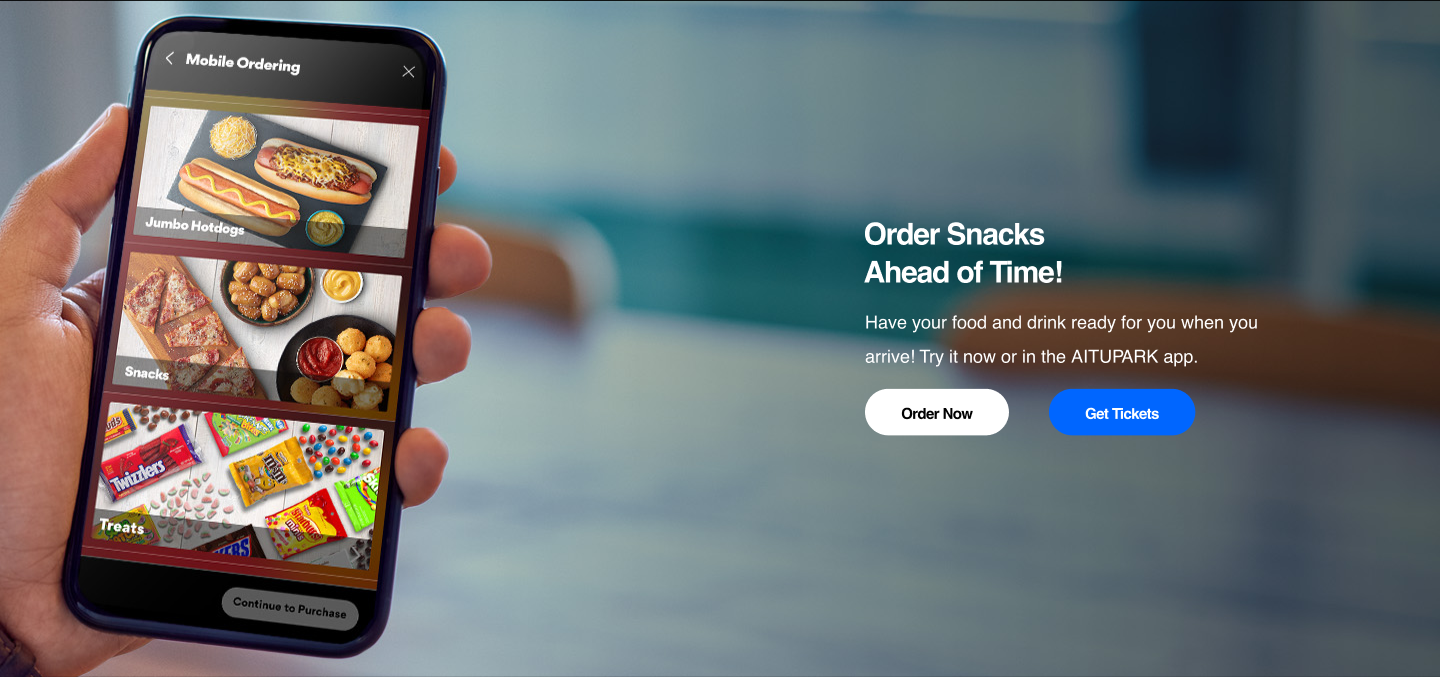 Mobile Ordering
Jumbo Hotdogs
Snacks
Twizzlers
m&m's
Starburst
minis
Treats
Continue to Purchase
Order Snacks
Ahead of Time!
Have your food and drink ready for you when you
arrive! Try it now or in the AITUPARK app.
Order Now
Get Tickets